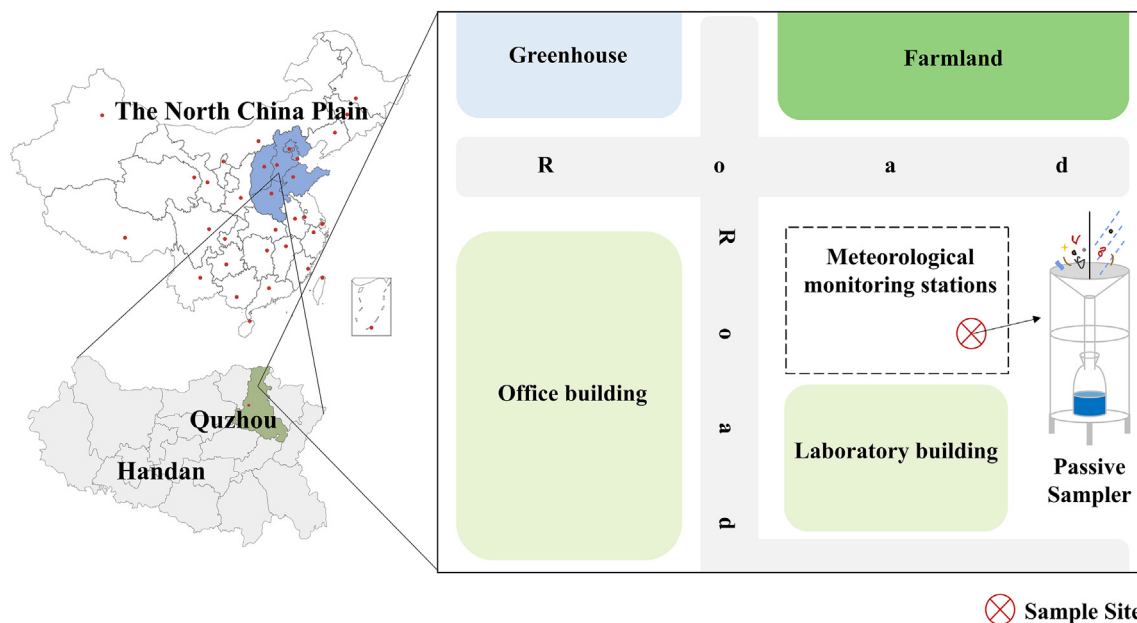 The North China Plain
Quzhou
Handan
Greenhouse
Farmland
R o a d
R
o
a
d
Office building
Meteorological
monitoring stations
Laboratory building
Passive
Sampler
Sample Site